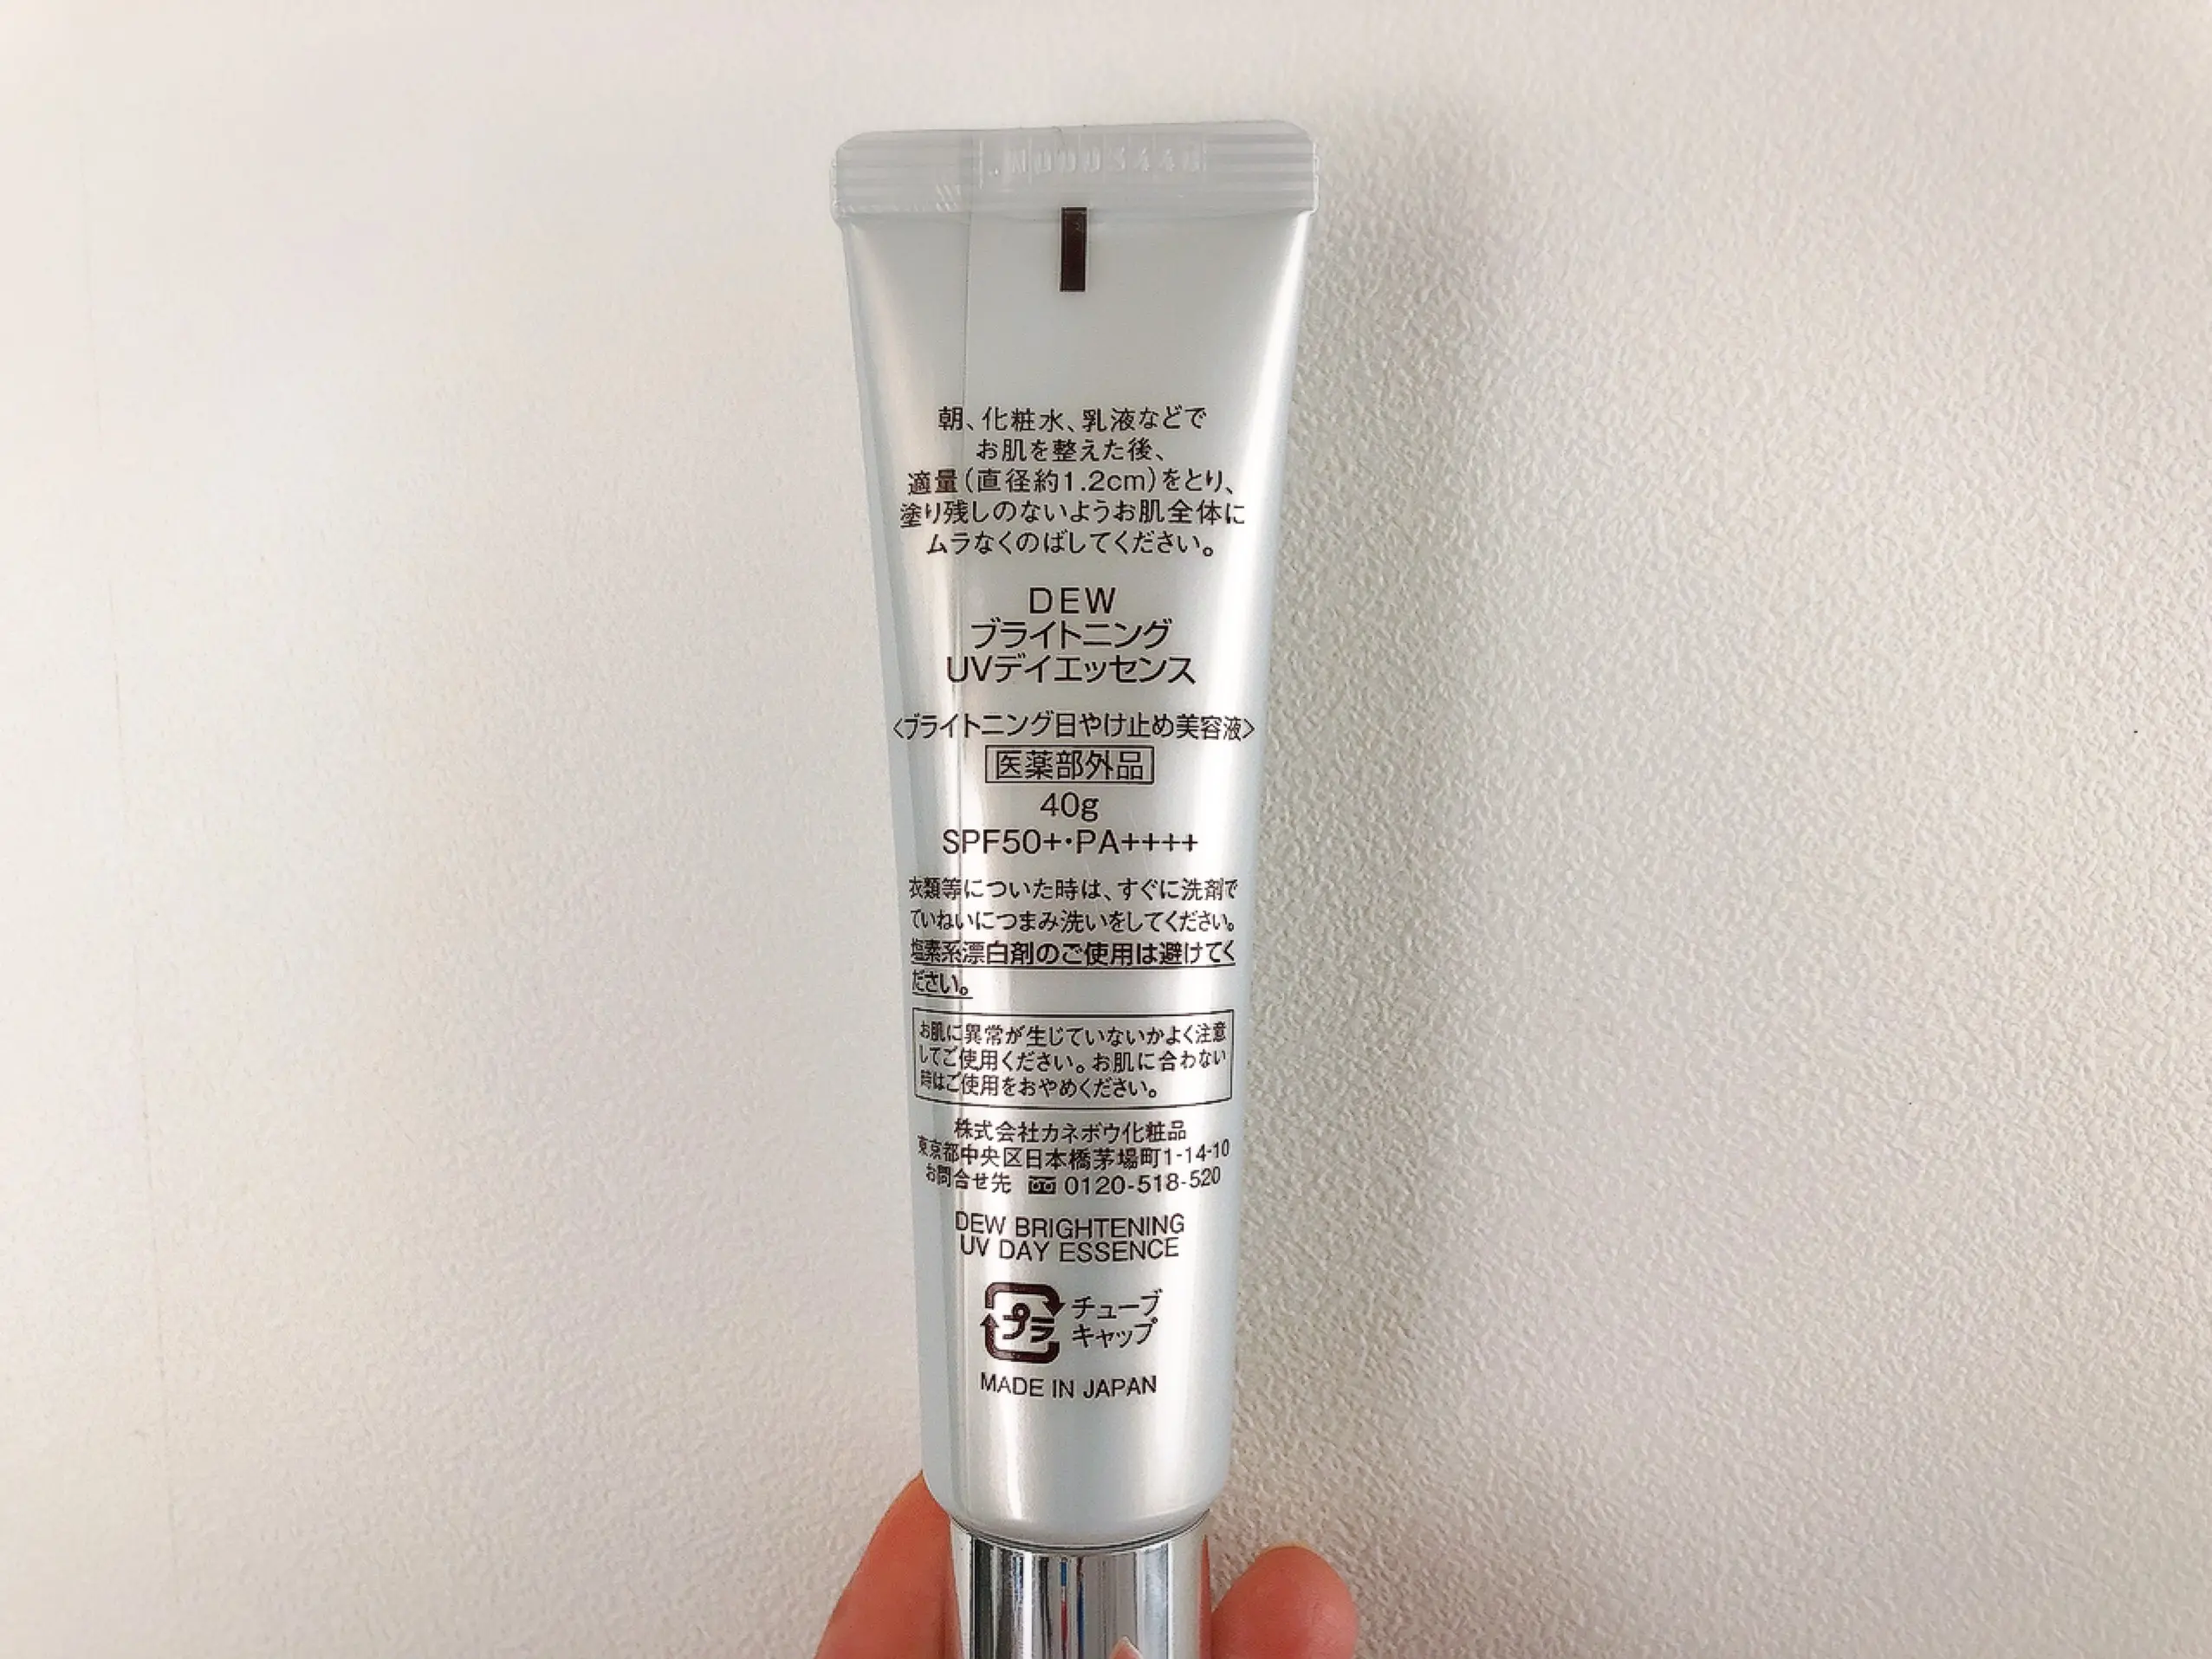 朝、化粧水、乳液などで
お肌を整えた後、
適量(直径約1.2cm)をとり、
塗り残しのないようお肌全体に
ムラなくのばしてください。
DEW
ブライトニング
UVデイエッセンス
<ブライトニング日やけ止め美容液>
医薬部外品
40g
SPF50+・PA++++
衣類等についた時は、すぐに洗剤で
ていねいにつまみ洗いをしてください。
塩素系漂白剤のご使用は避けてく
ださい。
お肌に異常が生じていないかよく注意
してご使用ください。お肌に合わない
時はご使用をおやめください。
株式会社カネボウ化粧品
東京都中央区日本橋茅場町1-14-10
お問合せ先 0120-518-520
DEW BRIGHTENING
UV DAY ESSENCE
プラ チューブ
キャップ
MADE IN JAPAN